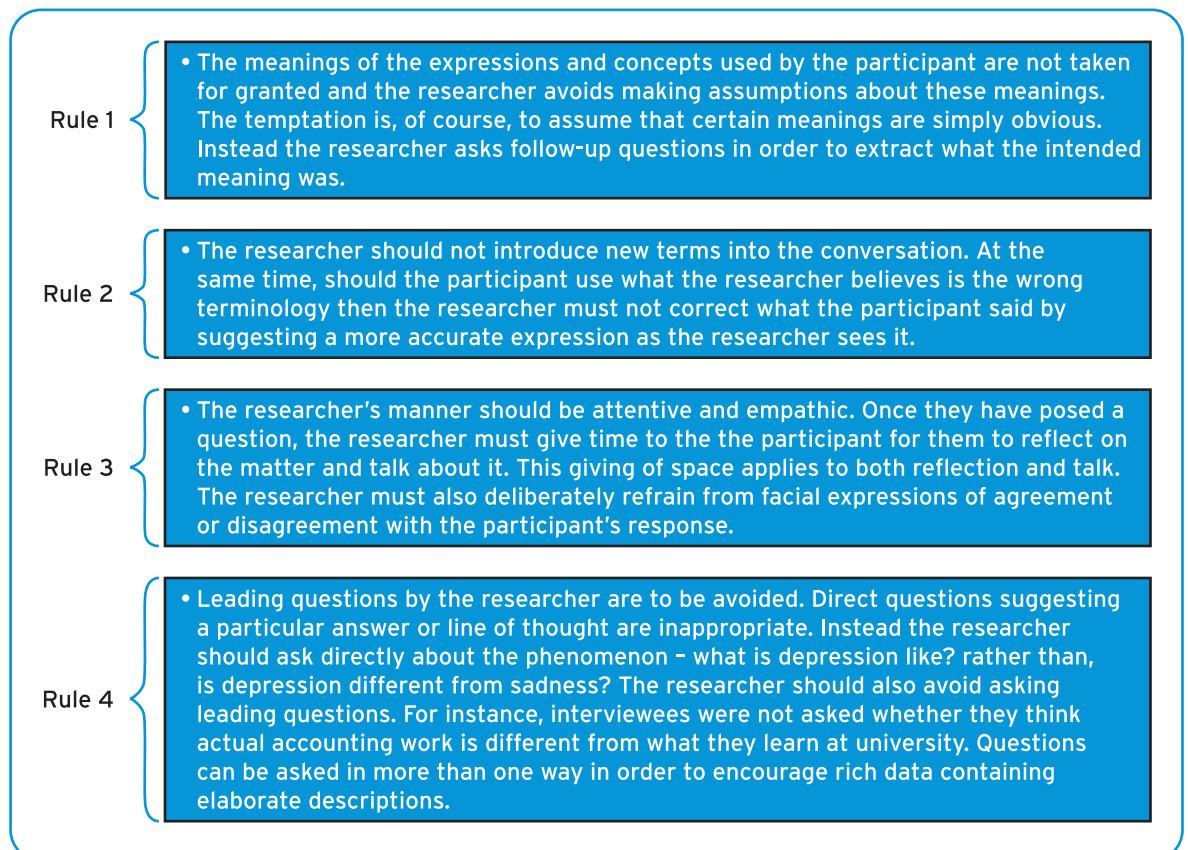 Rule 1
• The meanings of the expressions and concepts used by the participant are not taken
for granted and the researcher avoids making assumptions about these meanings.
The temptation is, of course, to assume that certain meanings are simply obvious.
Instead the researcher asks follow-up questions in order to extract what the intended
meaning was.
Rule 2
• The researcher should not introduce new terms into the conversation. At the
same time, should the participant use what the researcher believes is the wrong
terminology then the researcher must not correct what the participant said by
suggesting a more accurate expression as the researcher sees it.
Rule 3
• The researcher's manner should be attentive and empathic. Once they have posed a
question, the researcher must give time to the the participant for them to reflect on
the matter and talk about it. This giving of space applies to both reflection and talk.
The researcher must also deliberately refrain from facial expressions of agreement
or disagreement with the participant's response.
Rule 4
• Leading questions by the researcher are to be avoided. Direct questions suggesting
a particular answer or line of thought are inappropriate. Instead the researcher
should ask directly about the phenomenon – what is depression like? rather than,
is depression different from sadness? The researcher should also avoid asking
leading questions. For instance, interviewees were not asked whether they think
actual accounting work is different from what they learn at university. Questions
can be asked in more than one way in order to encourage rich data containing
elaborate descriptions.